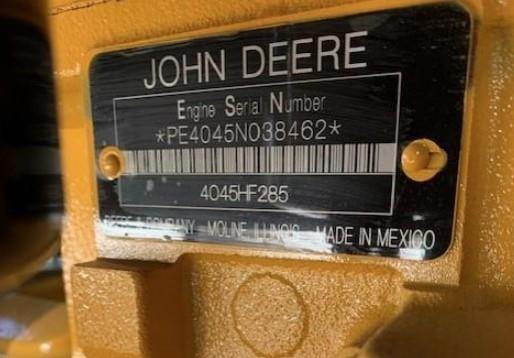 JOHN DEERE
Engine Serial Number
*PE4045N038462*
4045HF285
DEERE & COMPANY MOLINE ILLINOIS MADE IN MEXICO